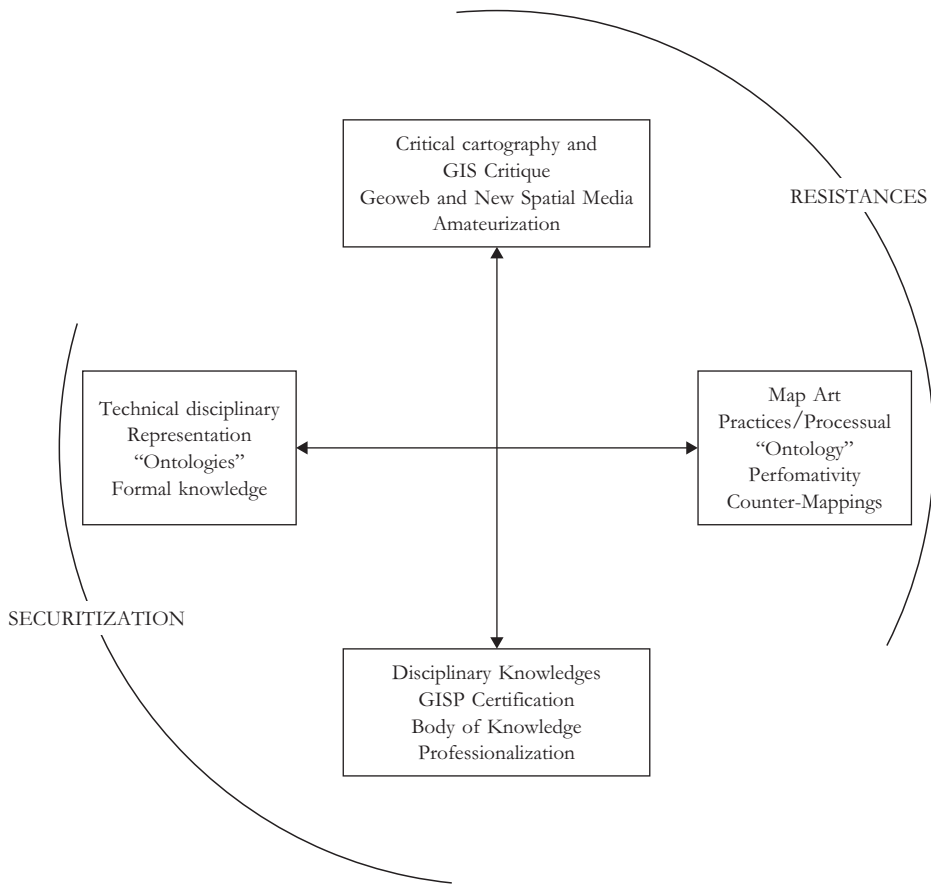 Critical cartography and
GIS Critique
Geoweb and New Spatial Media
Amateurization
RESISTANCES
Technical disciplinary
Representation
“Ontologies”
Formal knowledge
Map Art
Practices/Processual
“Ontology”
Perfomativity
Counter-Mappings
SECURITIZATION
Disciplinary Knowledges
GISP Certification
Body of Knowledge
Professionalization